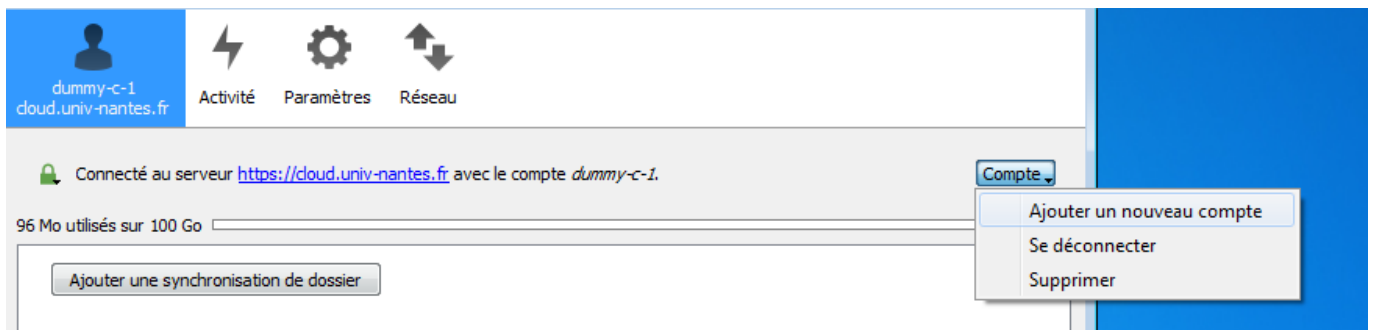 dummy-c-1
cloud.univ-nantes.fr
Activité
Paramètres
Réseau
Connecté au serveur https://cloud.univ-nantes.fr avec le compte dummy-c-1.
Compte
96 Mo utilisés sur 100 Go
Ajouter un nouveau compte
Se déconnecter
Supprimer
Ajouter une synchronisation de dossier